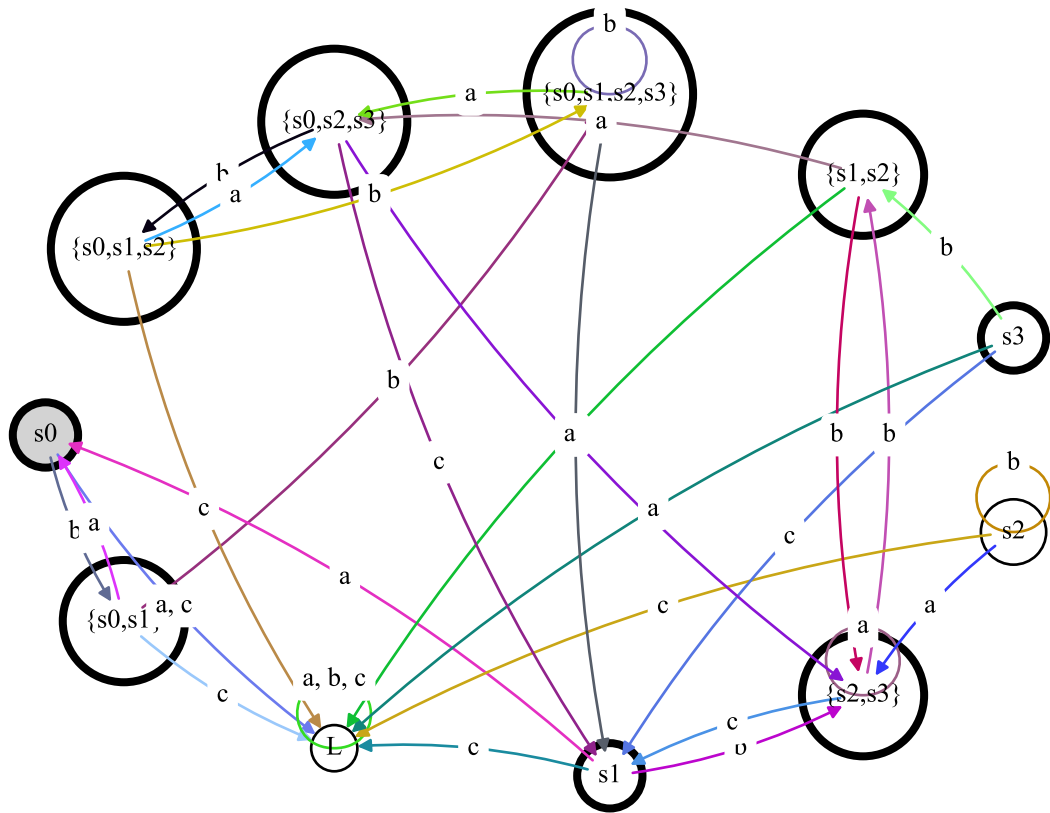 b
a
{s0,s1,s2,s3}
{s0,s2,s3}
a
b
{s1,s2}
a
b
{s0,s1,s2}
b
s3
b
s0
a
b
b
c
b
s2
b
a
c
a
c
a
a, c
c
a
a
{s0,s1}
a, b, c
c
{s2,s3}
c
L
c
b
s1